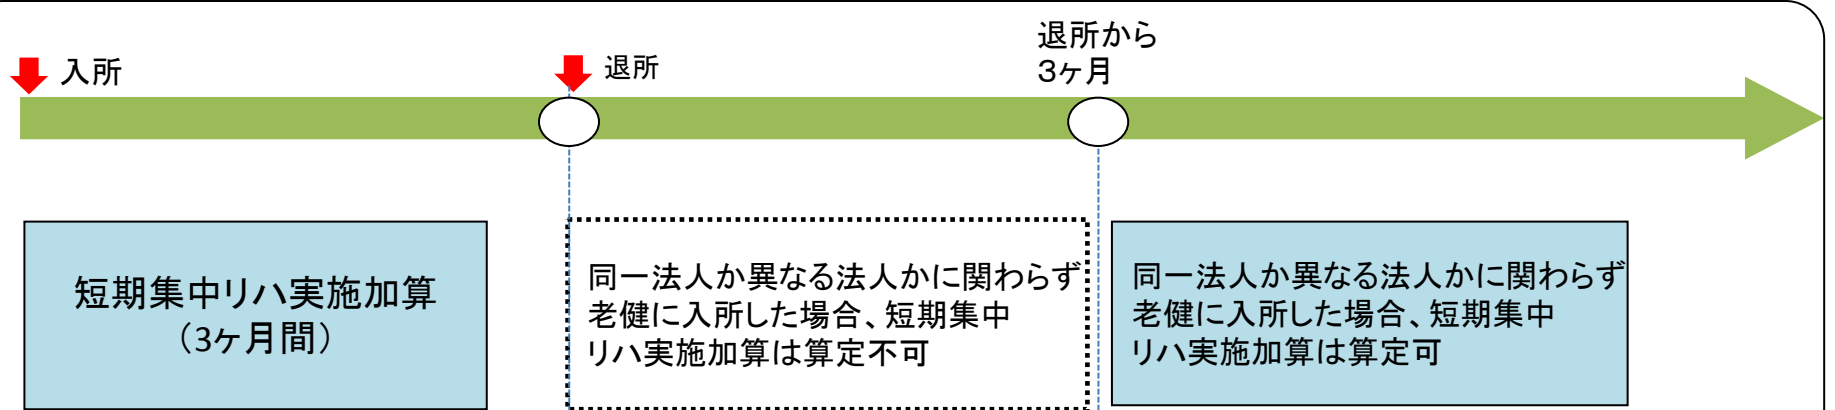 入所
退所
退所から
３ヶ月
短期集中リハ実施加算
（3ヶ月間）
同一法人か異なる法人かに関わらず
老健に入所した場合、短期集中
リハ実施加算は算定不可
同一法人か異なる法人かに関わらず
老健に入所した場合、短期集中
リハ実施加算は算定可